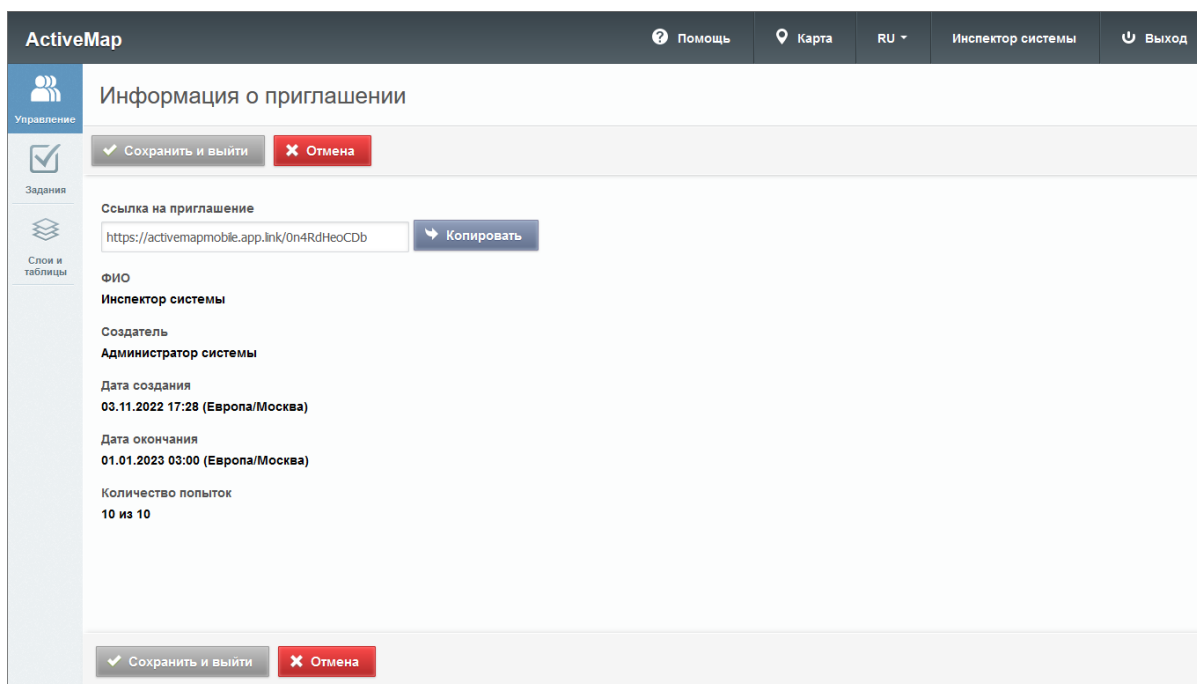 ActiveMap
Помощь
Карта
RU
Инспектор системы
Выход
Управление
Задания
Слои и
таблицы
Информация о приглашении
Сохранить и выйти
Отмена
Ссылка на приглашение
https://activemapmobile.app.link/0n4RdHeoCDb
Копировать
ФИО
Инспектор системы
Создатель
Администратор системы
Дата создания
03.11.2022 17:28 (Европа/Москва)
Дата окончания
01.01.2023 03:00 (Европа/Москва)
Количество попыток
10 из 10
Сохранить и выйти
Отмена